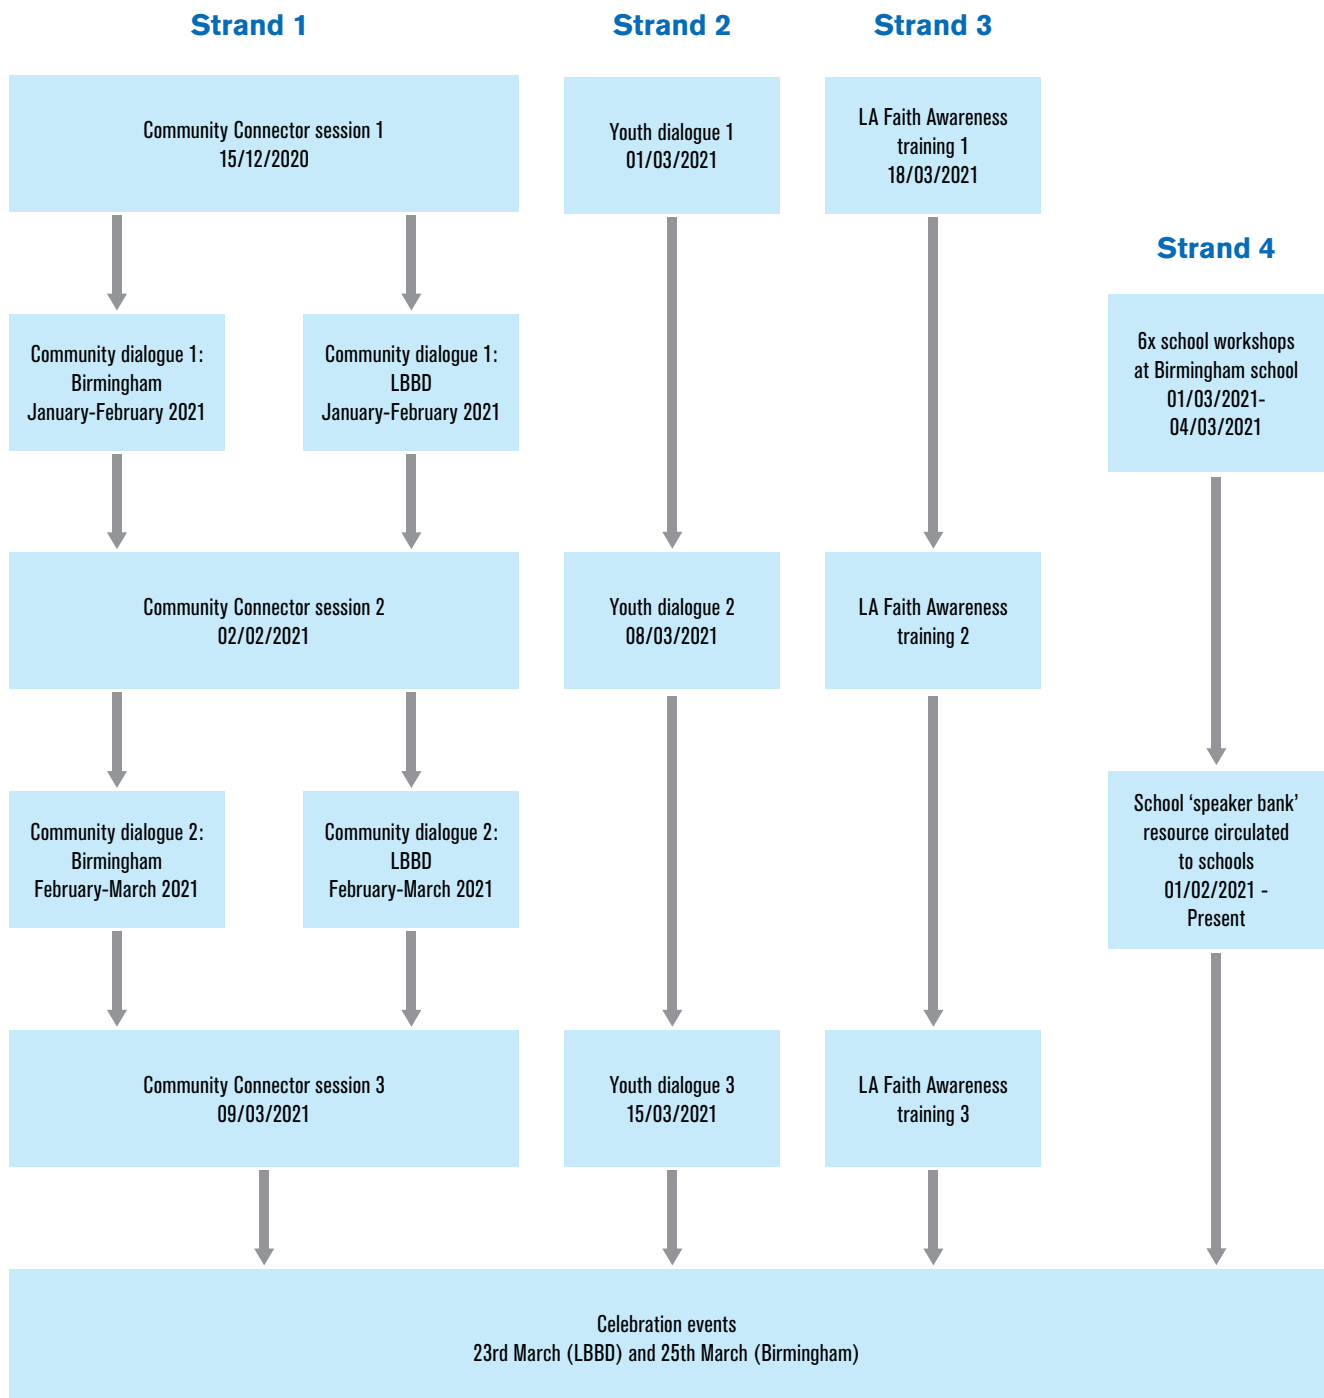 Strand 1
Community Connector session 1
15/12/2020
Community dialogue 1:
Birmingham
January-February 2021
Community dialogue 1:
LBBD
January-February 2021
Community Connector session 2
02/02/2021
Community dialogue 2:
Birmingham
February-March 2021
Community dialogue 2:
LBBD
February-March 2021
Community Connector session 3
09/03/2021
Strand 2
Youth dialogue 1
01/03/2021
Youth dialogue 2
08/03/2021
Youth dialogue 3
15/03/2021
Strand 3
LA Faith Awareness
training 1
18/03/2021
LA Faith Awareness
training 2
LA Faith Awareness
training 3
Strand 4
6x school workshops
at Birmingham school
01/03/2021-
04/03/2021
School ‘speaker bank’
resource circulated
to schools
01/02/2021 -
Present
Celebration events
23rd March (LBBD) and 25th March (Birmingham)